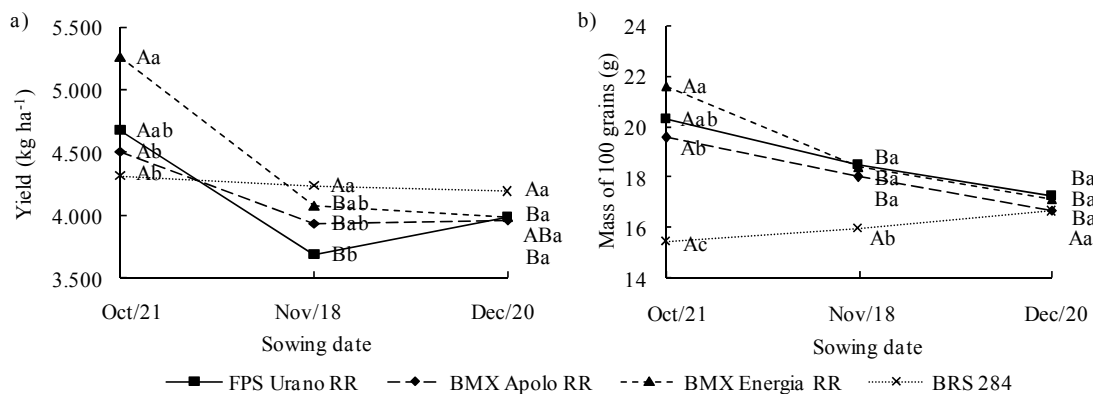 a)
Yield (kg ha⁻¹)
5.500
5.000
4.500
4.000
3.500
Aa
Aab
Ab
Ab
Aa
Bab
Bab
Bb
Aa
Ba
ABa
Ba
Oct/21
Nov/18
Dec/20
Sowing date
b)
Mass of 100 grains (g)
24
22
20
18
16
14
Aa
Aab
Ab
Ac
Ba
Ba
Ba
Ab
Ba
Ba
Ba
Aa
Oct/21
Nov/18
Dec/20
Sowing date
FPS Urano RR
BMX Apolo RR
BMX Energia RR
BRS 284